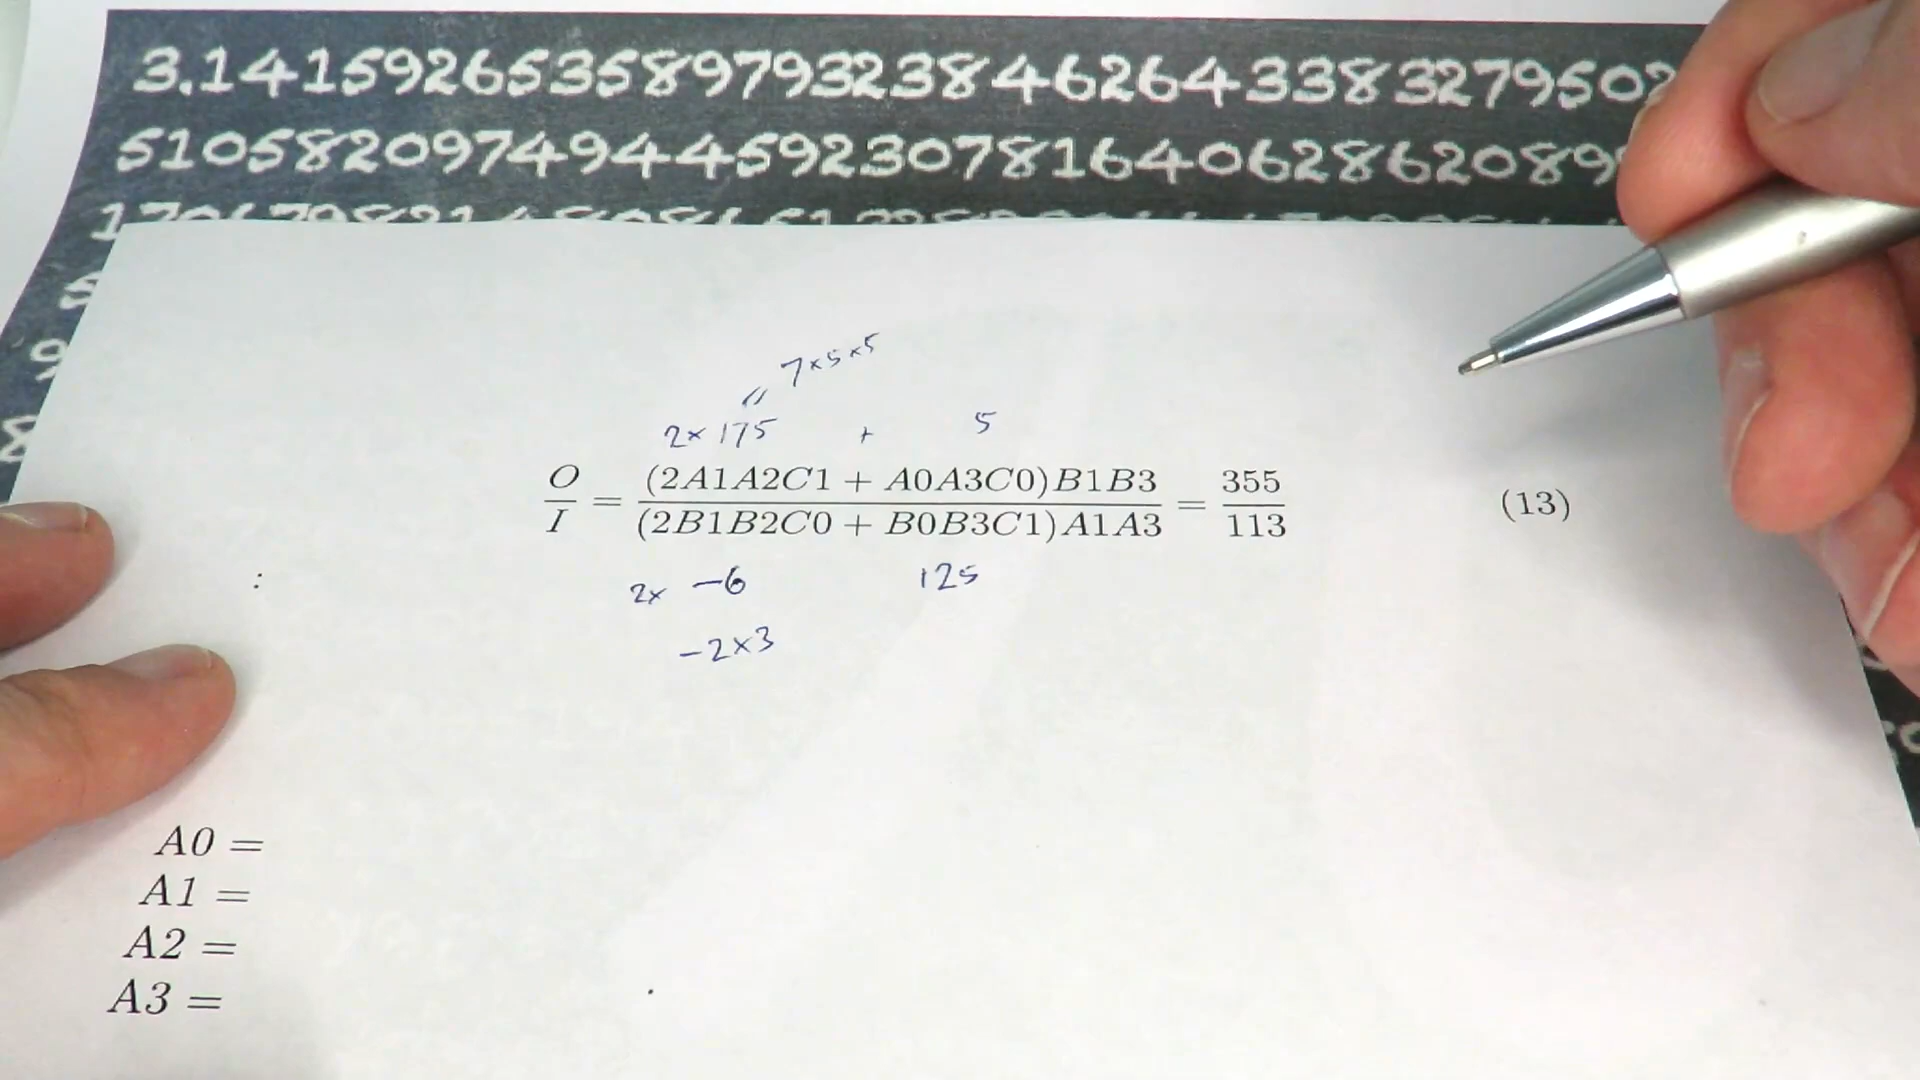 3.14159265358979323846264338327950
510582097494459230781640628620899
7×5×5
"
2×175 + 5
O/I = (2A1A2C1 + A0A3C0)B1B3 / (2B1B2C0 + B0B3C1)A1A3 = 355/113 (13)
: 2× -6 125
-2×3
A0 =
A1 =
A2 =
A3 =